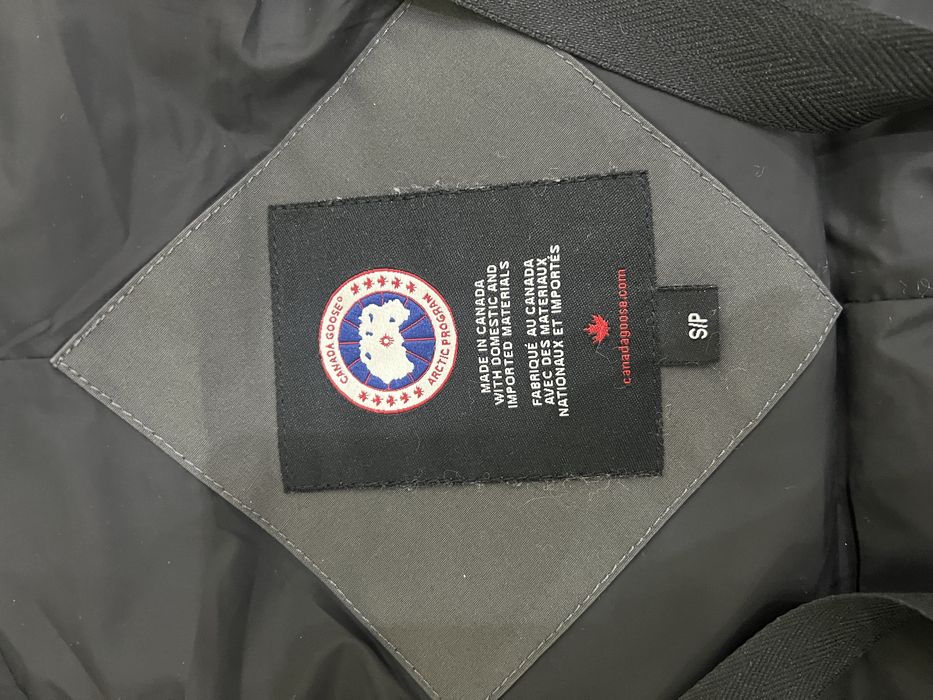 CANADA GOOSE®
ARCTIC PROGRAM
MADE IN CANADA
WITH DOMESTIC AND
IMPORTED MATERIALS
FABRIQUÉ AU CANADA
AVEC DES MATERIAUX
NATIONAUX ET IMPORTÉS
canadagoose.com
S/P